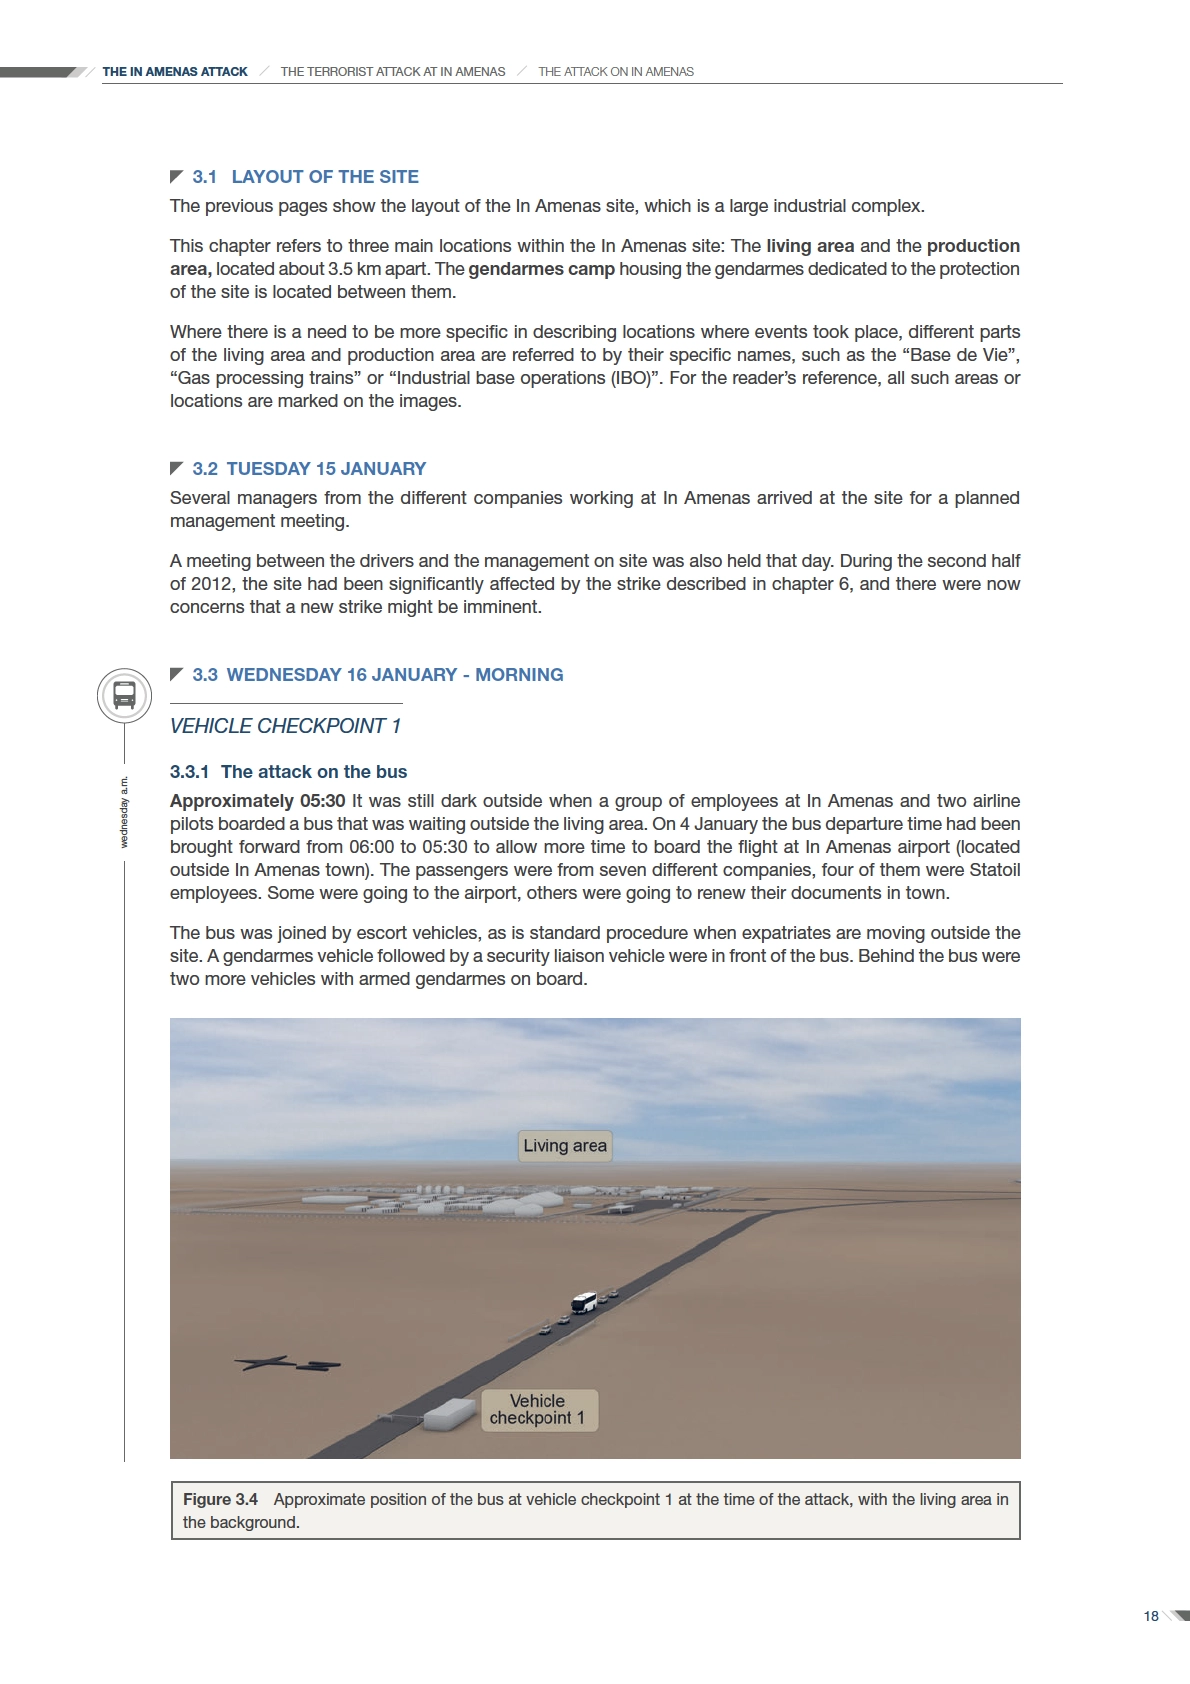 THE IN AMENAS ATTACK / THE TERRORIST ATTACK AT IN AMENAS / THE ATTACK ON IN AMENAS
3.1 LAYOUT OF THE SITE
The previous pages show the layout of the In Amenas site, which is a large industrial complex.
This chapter refers to three main locations within the In Amenas site: The living area and the production
area, located about 3.5 km apart. The gendarmes camp housing the gendarmes dedicated to the protection
of the site is located between them.
Where there is a need to be more specific in describing locations where events took place, different parts
of the living area and production area are referred to by their specific names, such as the “Base de Vie”,
“Gas processing trains” or “Industrial base operations (IBO)”. For the reader’s reference, all such areas or
locations are marked on the images.
3.2 TUESDAY 15 JANUARY
Several managers from the different companies working at In Amenas arrived at the site for a planned
management meeting.
A meeting between the drivers and the management on site was also held that day. During the second half
of 2012, the site had been significantly affected by the strike described in chapter 6, and there were now
concerns that a new strike might be imminent.
3.3 WEDNESDAY 16 JANUARY - MORNING
VEHICLE CHECKPOINT 1
wednesday a.m.
3.3.1 The attack on the bus
Approximately 05:30 It was still dark outside when a group of employees at In Amenas and two airline
pilots boarded a bus that was waiting outside the living area. On 4 January the bus departure time had been
brought forward from 06:00 to 05:30 to allow more time to board the flight at In Amenas airport (located
outside In Amenas town). The passengers were from seven different companies, four of them were Statoil
employees. Some were going to the airport, others were going to renew their documents in town.
The bus was joined by escort vehicles, as is standard procedure when expatriates are moving outside the
site. A gendarmes vehicle followed by a security liaison vehicle were in front of the bus. Behind the bus were
two more vehicles with armed gendarmes on board.
Living area
Vehicle
checkpoint 1
Figure 3.4 Approximate position of the bus at vehicle checkpoint 1 at the time of the attack, with the living area in
the background.
18